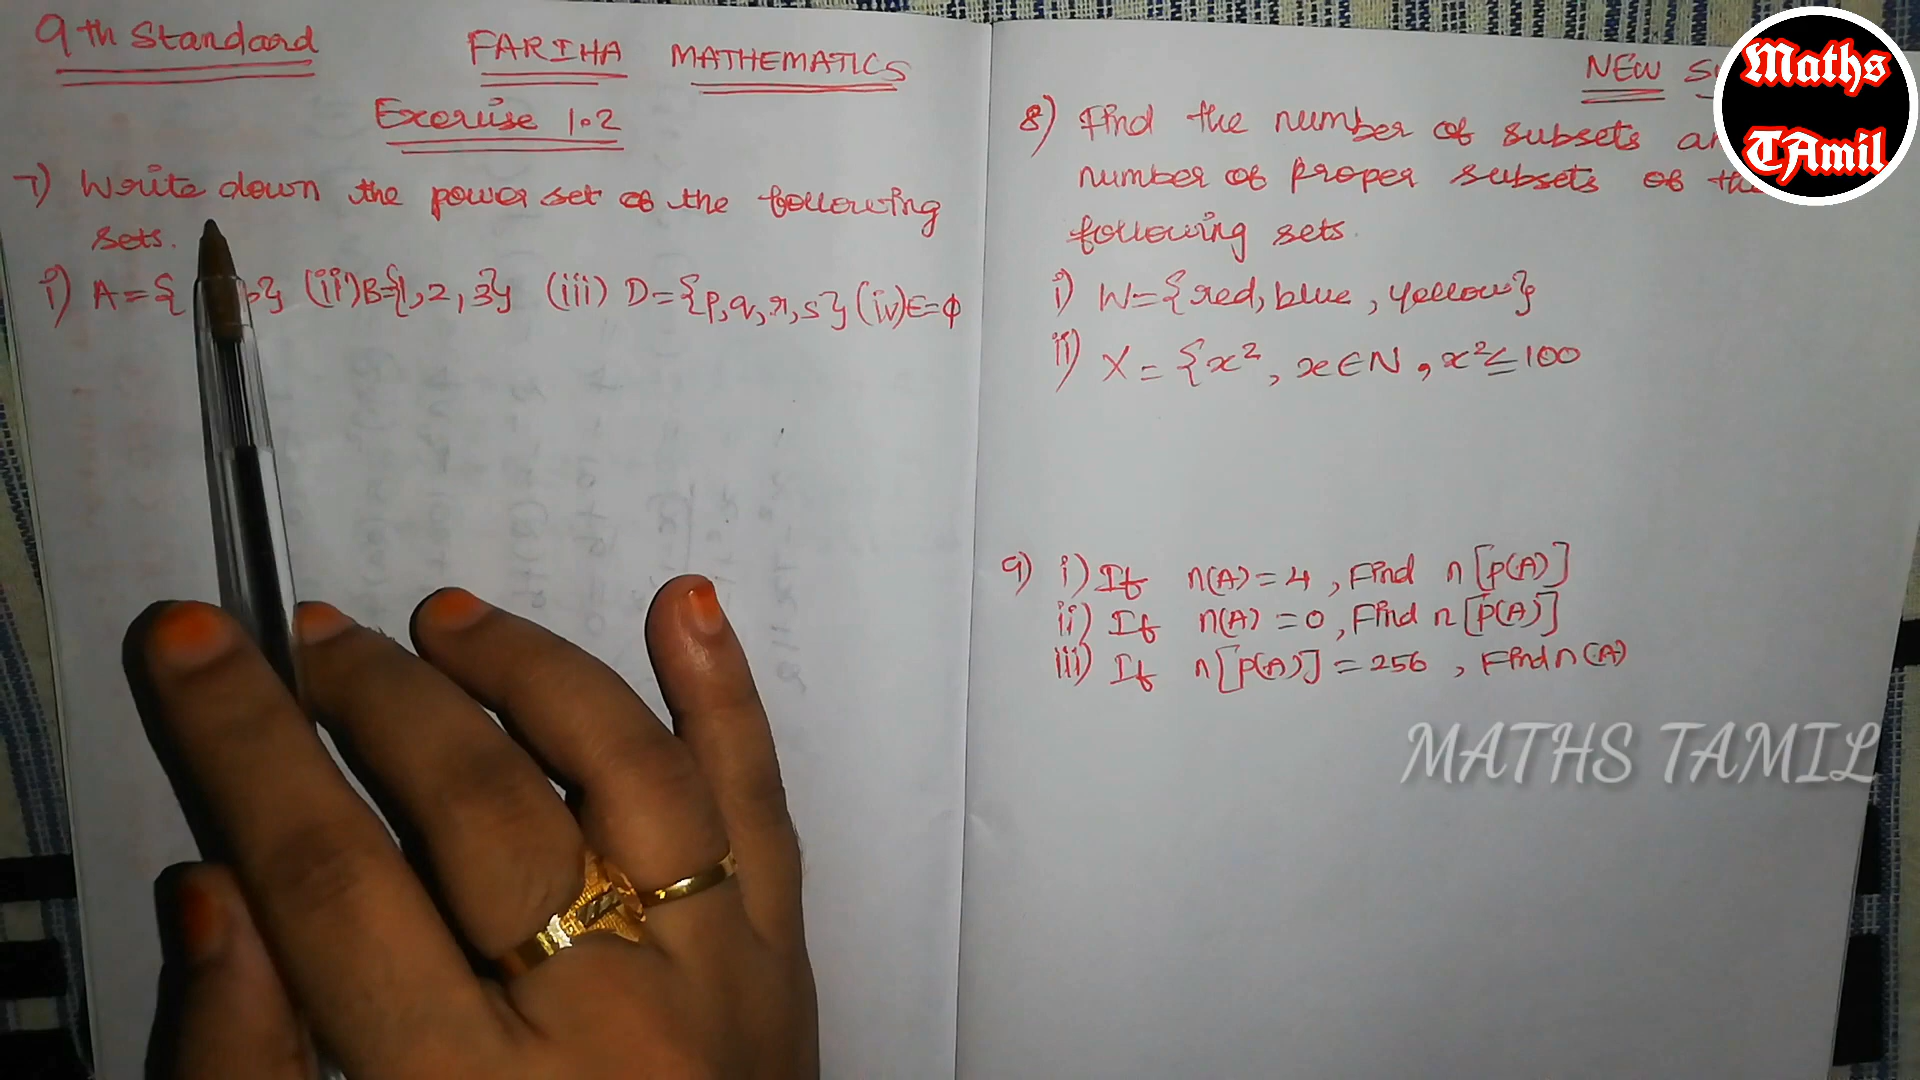 9th Standard
FARIHA MATHEMATICS
Exercise 1.2
7) Write down the power set of the following
sets.
i) A={ b} (ii) B={1,2,3} (iii) D={p,q,r,s} (iv) E=ϕ
NEW
8) Find the number of subsets
number of proper subsets of the
following sets.
i) W={red, blue, yellow}
ii) X={x², x∈N, x²≤100
9) i) If n(A)=4, Find n[p(A)]
ii) If n(A)=0, Find n[p(A)]
iii) If n[p(A)]=256, Find n(A)
Maths
TAmil
MATHS TAMIL